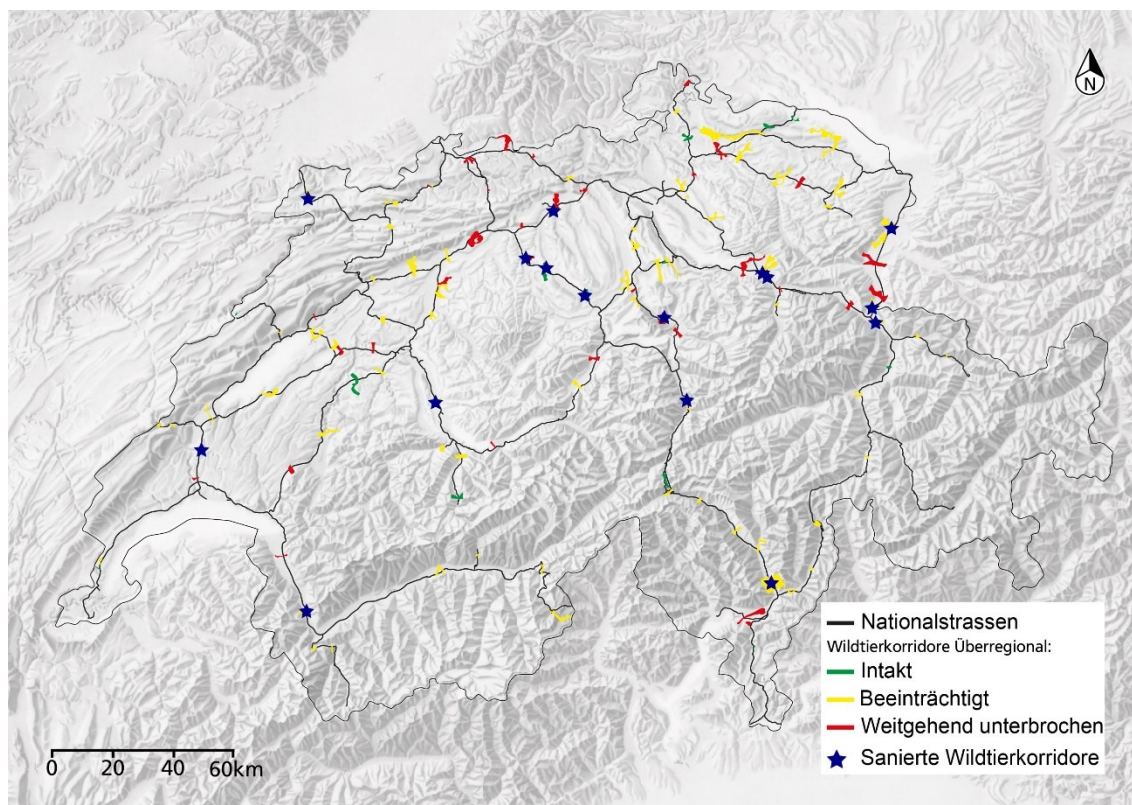 N
Nationalstrassen
Wildtierkorridore Überregional:
Intakt
Beeinträchtigt
Weitgehend unterbrochen
Sanierte Wildtierkorridore
0 20 40 60km